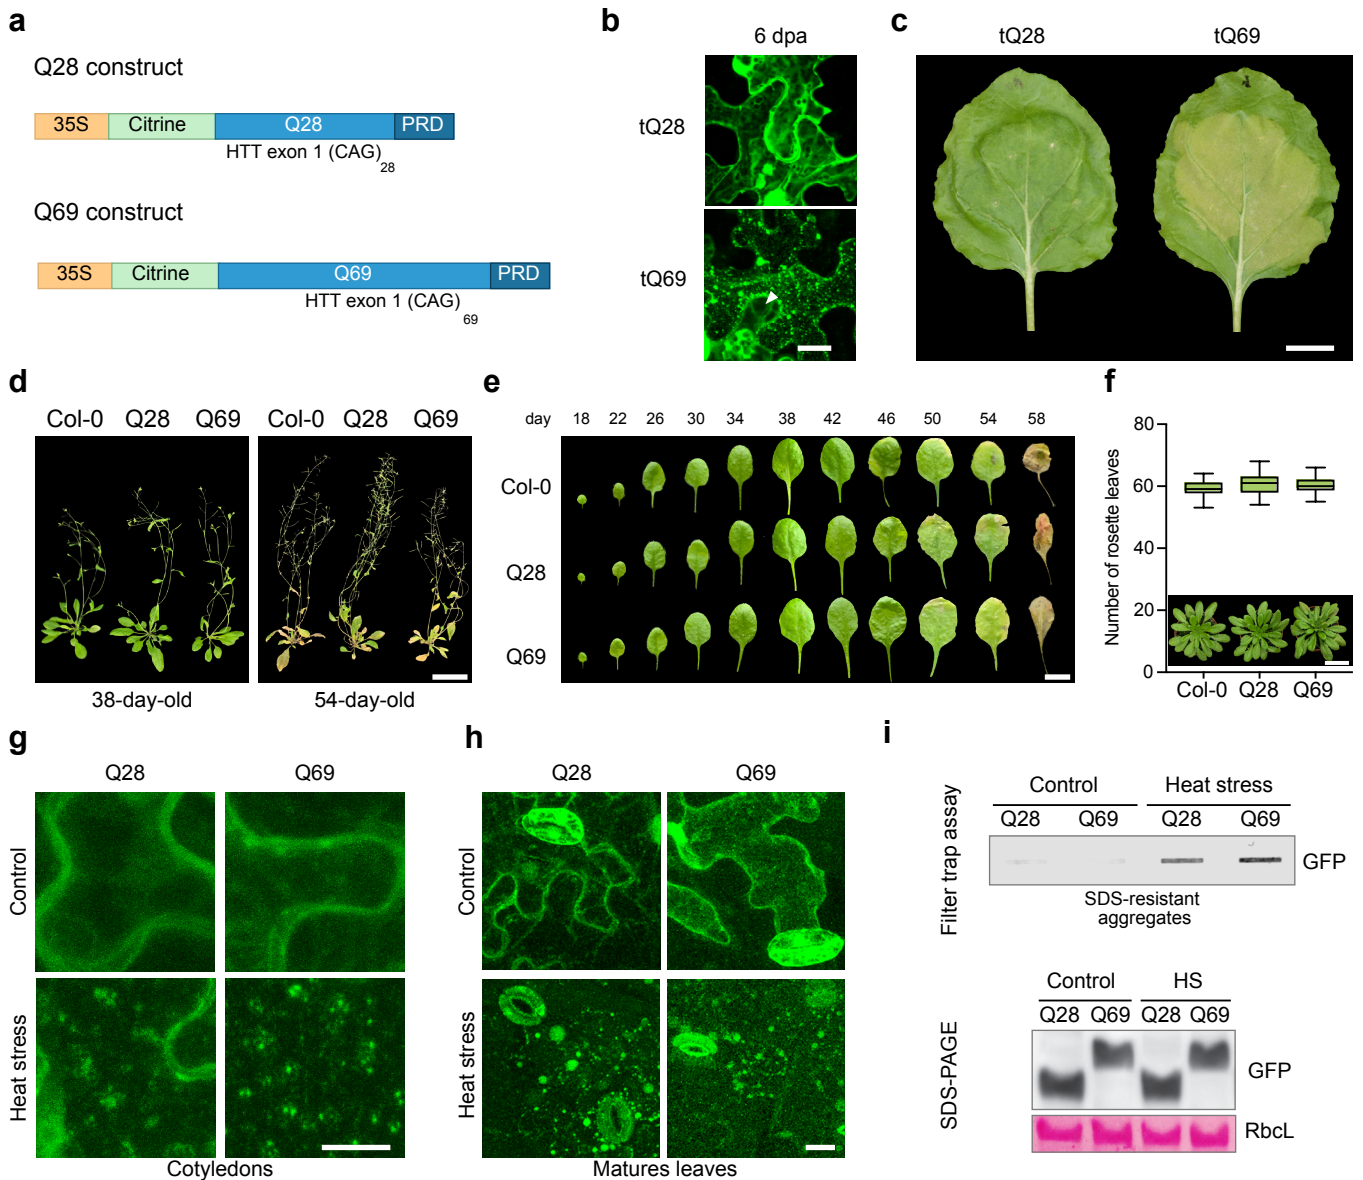 a
Q28 construct
35S Citrine Q28 PRD
HTT exon 1 (CAG)28
Q69 construct
35S Citrine Q69 PRD
HTT exon 1 (CAG)69
b
6 dpa
tQ28
tQ69
c
tQ28 tQ69
d
Col-0 Q28 Q69 Col-0 Q28 Q69
38-day-old 54-day-old
e
day 18 22 26 30 34 38 42 46 50 54 58
Col-0
Q28
Q69
f
Number of rosette leaves
80
60
40
20
0
Col-0 Q28 Q69
g
Q28 Q69
Control
Heat stress
Cotyledons
h
Q28 Q69
Control
Heat stress
Matures leaves
i
Filter trap assay
Control Heat stress
Q28 Q69 Q28 Q69
GFP
SDS-resistant
aggregates
SDS-PAGE
Control HS
Q28 Q69 Q28 Q69
GFP
RbcL